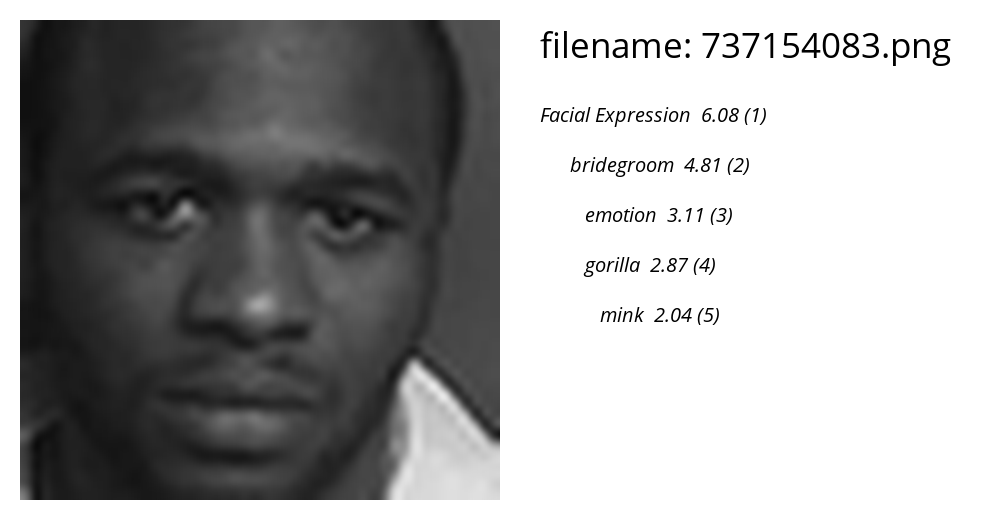 filename: 737154083.png
Facial Expression 6.08 (1)
bridegroom 4.81 (2)
emotion 3.11 (3)
gorilla 2.87 (4)
mink 2.04 (5)